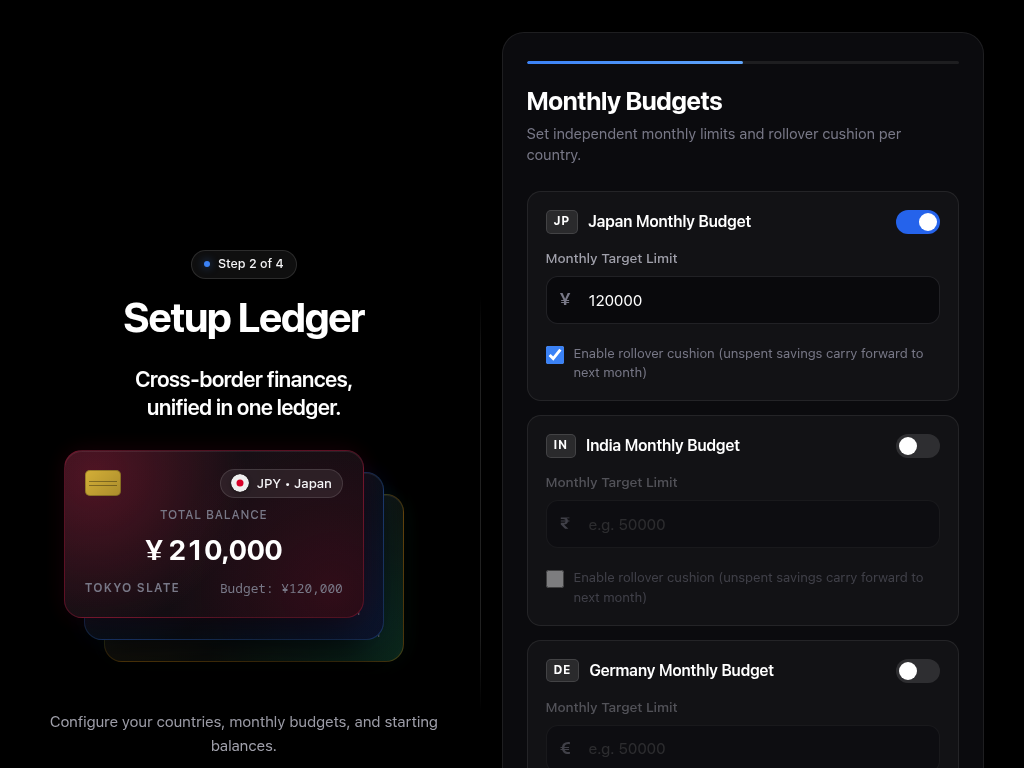 Step 2 of 4
Setup Ledger
Cross-border finances,
unified in one ledger.
JPY • Japan
TOTAL BALANCE
¥ 210,000
TOKYO SLATE
Budget: ¥120,000
Configure your countries, monthly budgets, and starting
balances.
Monthly Budgets
Set independent monthly limits and rollover cushion per
country.
JP Japan Monthly Budget
Monthly Target Limit
¥ 120000
Enable rollover cushion (unspent savings carry forward to
next month)
IN India Monthly Budget
Monthly Target Limit
₹ e.g. 50000
Enable rollover cushion (unspent savings carry forward to
next month)
DE Germany Monthly Budget
Monthly Target Limit
€ e.g. 50000